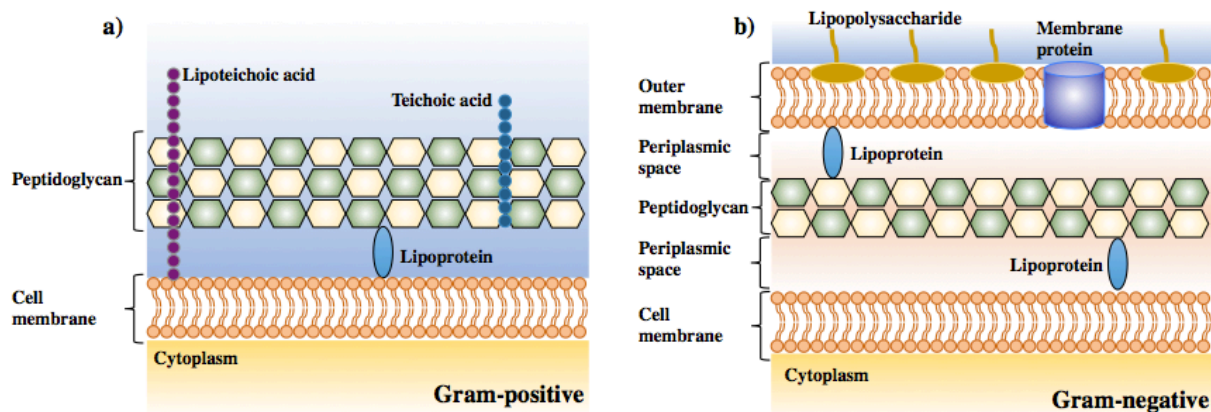 a)
Lipoteichoic acid
Teichoic acid
Peptidoglycan
Lipoprotein
Cell
membrane
Cytoplasm
Gram-positive
b)
Lipopolysaccharide
Membrane
protein
Outer
membrane
Periplasmic
space
Lipoprotein
Peptidoglycan
Periplasmic
space
Lipoprotein
Cell
membrane
Cytoplasm
Gram-negative